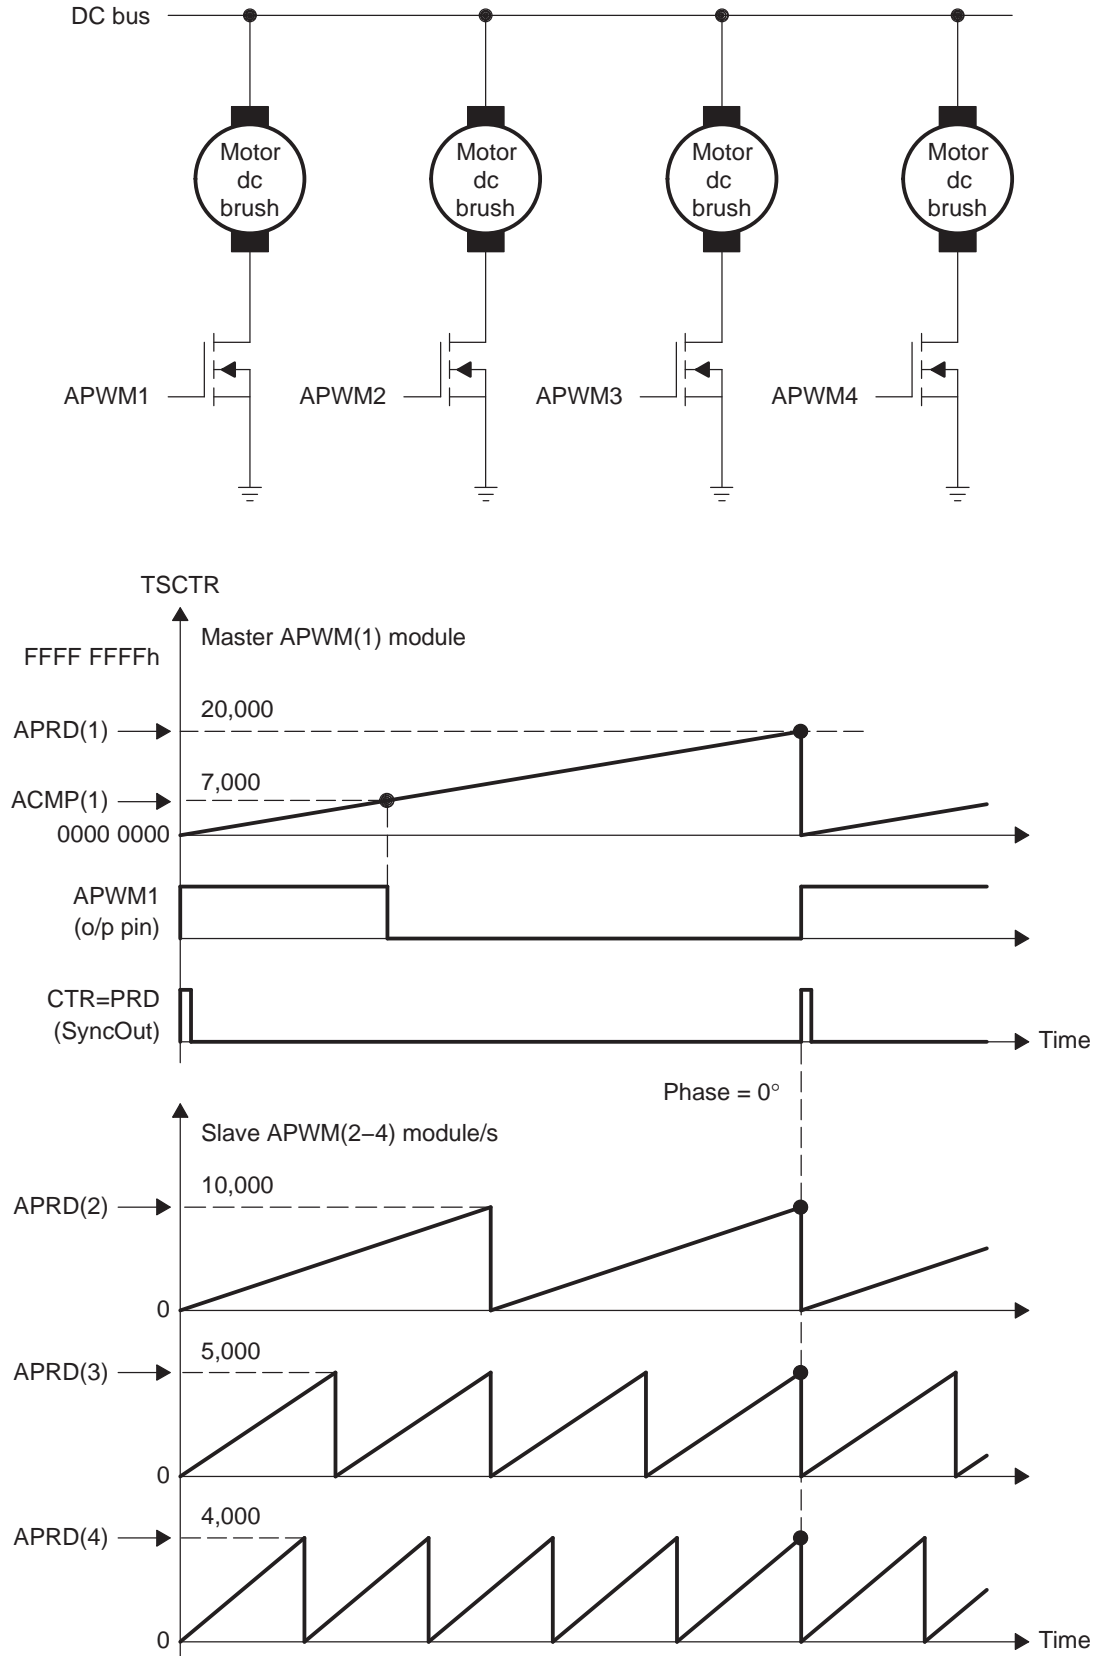 DC bus
Motor
dc
brush
Motor
dc
brush
Motor
dc
brush
Motor
dc
brush
APWM1
APWM2
APWM3
APWM4
TSCTR
Master APWM(1) module
FFFF FFFFh
20,000
APRD(1)
7,000
ACMP(1)
0000 0000
APWM1
(o/p pin)
CTR=PRD
(SyncOut)
Time
Phase = 0°
Slave APWM(2−4) module/s
10,000
APRD(2)
0
5,000
APRD(3)
0
4,000
APRD(4)
0
Time